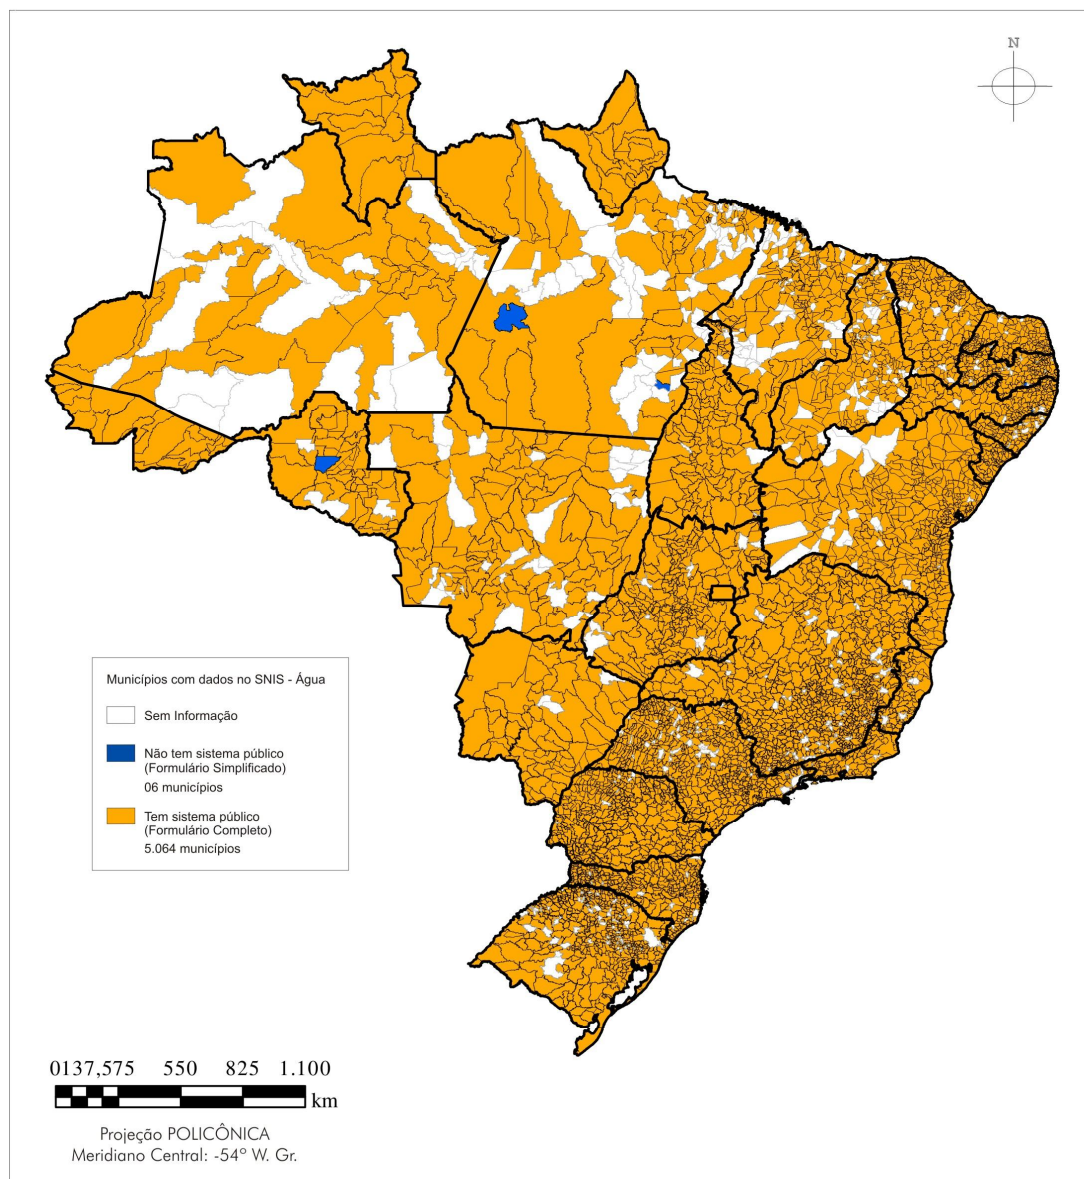 N
Municípios com dados no SNIS - Água
Sem Informação
Não tem sistema público
(Formulário Simplificado)
06 municípios
Tem sistema público
(Formulário Completo)
5.064 municípios
0137,575 550 825 1.100
km
Projeção POLICÔNICA
Meridiano Central: -54º W. Gr.